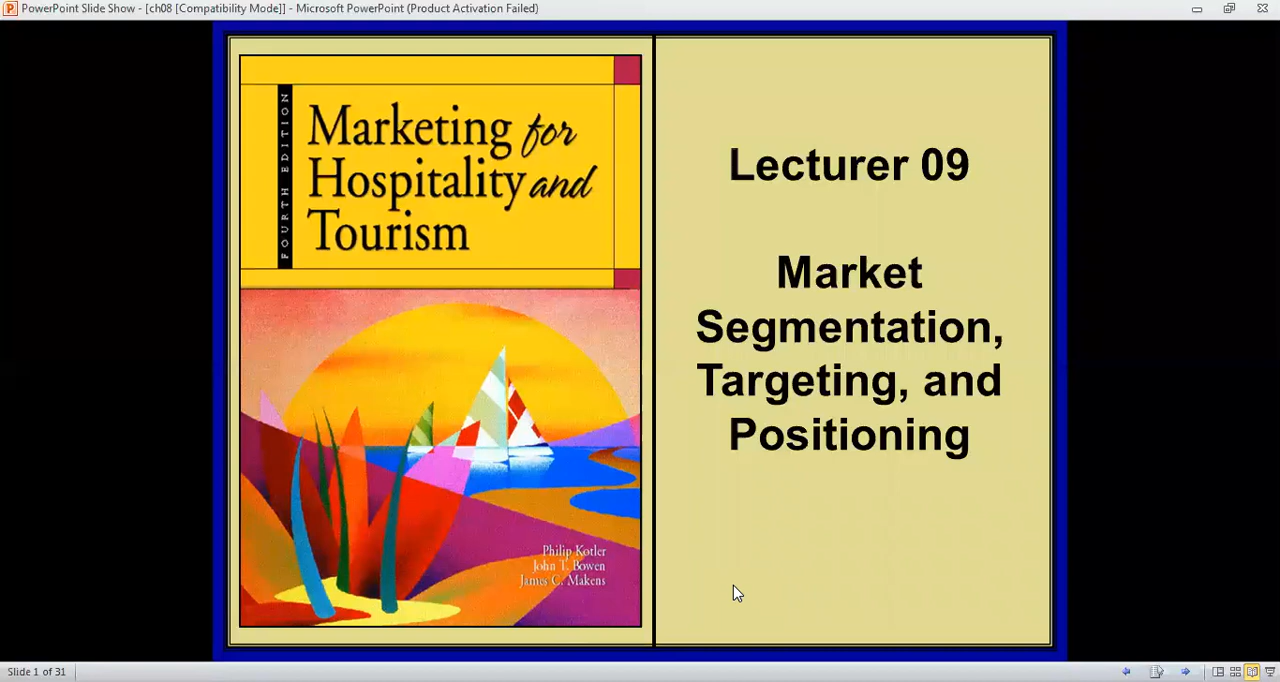 PowerPoint Slide Show - [ch08 [Compatibility Mode]] - Microsoft PowerPoint (Product Activation Failed)
FOURTH EDITION
Marketing for
Hospitality and
Tourism
Philip Kotler
John T. Bowen
James C. Makens
Lecturer 09
Market
Segmentation,
Targeting, and
Positioning
Slide 1 of 31